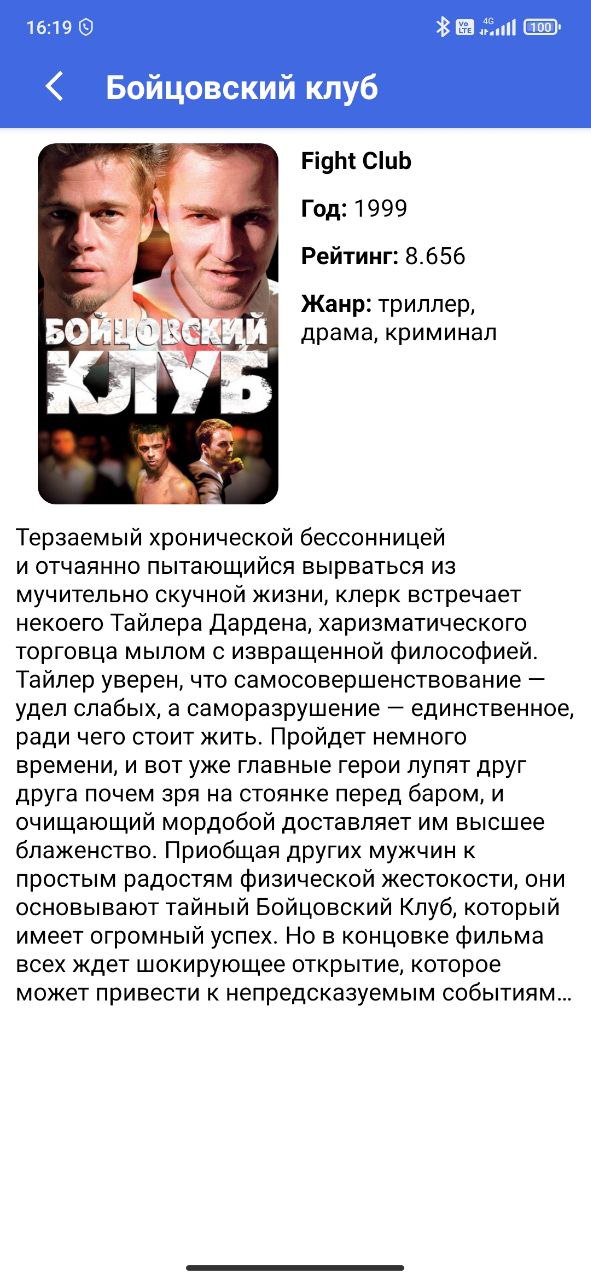 16:19
Vo LTE 4G 100
Бойцовский клуб
БОЙЦОВСКИЙ
КЛУБ
Fight Club
Год: 1999
Рейтинг: 8.656
Жанр: триллер,
драма, криминал
Терзаемый хронической бессонницей
и отчаянно пытающийся вырваться из
мучительно скучной жизни, клерк встречает
некоего Тайлера Дардена, харизматического
торговца мылом с извращенной философией.
Тайлер уверен, что самосовершенствование —
удел слабых, а саморазрушение — единственное,
ради чего стоит жить. Пройдет немного
времени, и вот уже главные герои лупят друг
друга почем зря на стоянке перед баром, и
очищающий мордобой доставляет им высшее
блаженство. Приобщая других мужчин к
простым радостям физической жестокости, они
основывают тайный Бойцовский Клуб, который
имеет огромный успех. Но в концовке фильма
всех ждет шокирующее открытие, которое
может привести к непредсказуемым событиям…